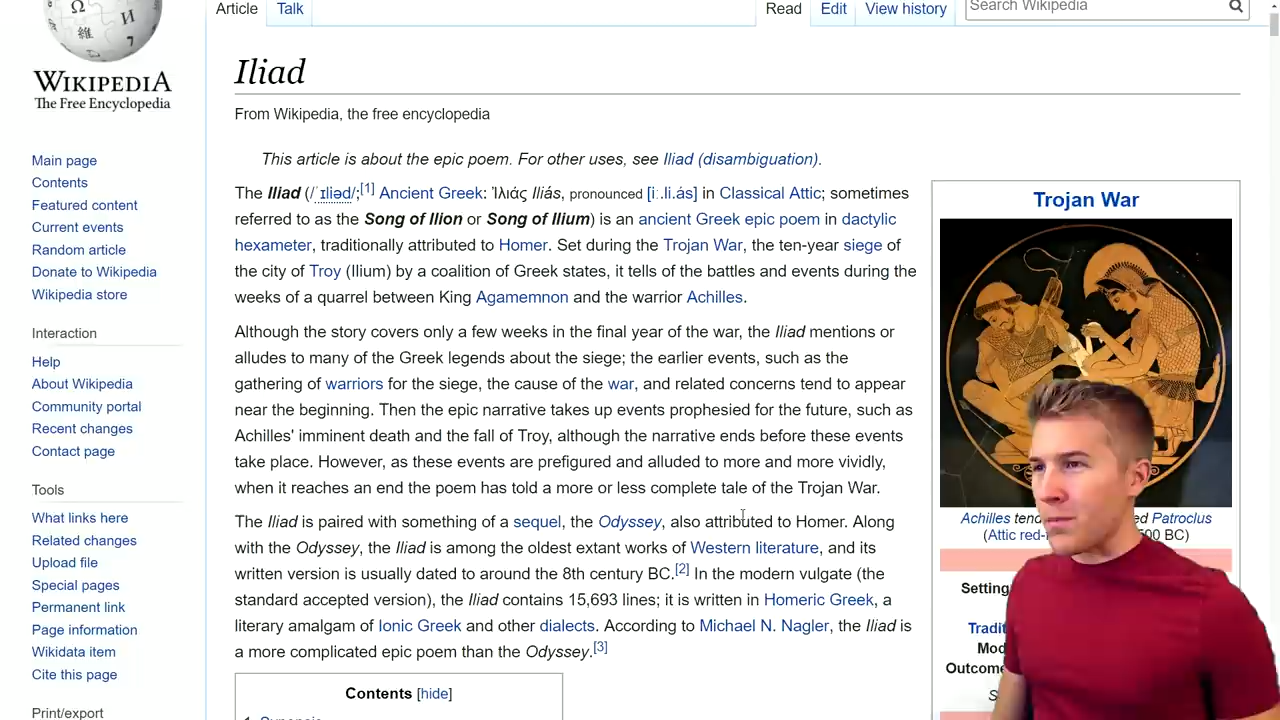 Article
Talk
Read
Edit
View history
Search Wikipedia
WIKIPEDIA
The Free Encyclopedia
Main page
Contents
Featured content
Current events
Random article
Donate to Wikipedia
Wikipedia store
Interaction
Help
About Wikipedia
Community portal
Recent changes
Contact page
Tools
What links here
Related changes
Upload file
Special pages
Permanent link
Page information
Wikidata item
Cite this page
Print/export
Iliad
From Wikipedia, the free encyclopedia
This article is about the epic poem. For other uses, see Iliad (disambiguation).
The Iliad (/ˈɪliəd/;[1] Ancient Greek: Ἰλιάς Iliás, pronounced [iː.li.ás] in Classical Attic; sometimes
referred to as the Song of Ilion or Song of Ilium) is an ancient Greek epic poem in dactylic
hexameter, traditionally attributed to Homer. Set during the Trojan War, the ten-year siege of
the city of Troy (Ilium) by a coalition of Greek states, it tells of the battles and events during the
weeks of a quarrel between King Agamemnon and the warrior Achilles.
Although the story covers only a few weeks in the final year of the war, the Iliad mentions or
alludes to many of the Greek legends about the siege; the earlier events, such as the
gathering of warriors for the siege, the cause of the war, and related concerns tend to appear
near the beginning. Then the epic narrative takes up events prophesied for the future, such as
Achilles' imminent death and the fall of Troy, although the narrative ends before these events
take place. However, as these events are prefigured and alluded to more and more vividly,
when it reaches an end the poem has told a more or less complete tale of the Trojan War.
The Iliad is paired with something of a sequel, the Odyssey, also attributed to Homer. Along
with the Odyssey, the Iliad is among the oldest extant works of Western literature, and its
written version is usually dated to around the 8th century BC.[2] In the modern vulgate (the
standard accepted version), the Iliad contains 15,693 lines; it is written in Homeric Greek, a
literary amalgam of Ionic Greek and other dialects. According to Michael N. Nagler, the Iliad is
a more complicated epic poem than the Odyssey.[3]
Contents [hide]
Trojan War
Achilles Patroclus
(Attic BC)
Setting